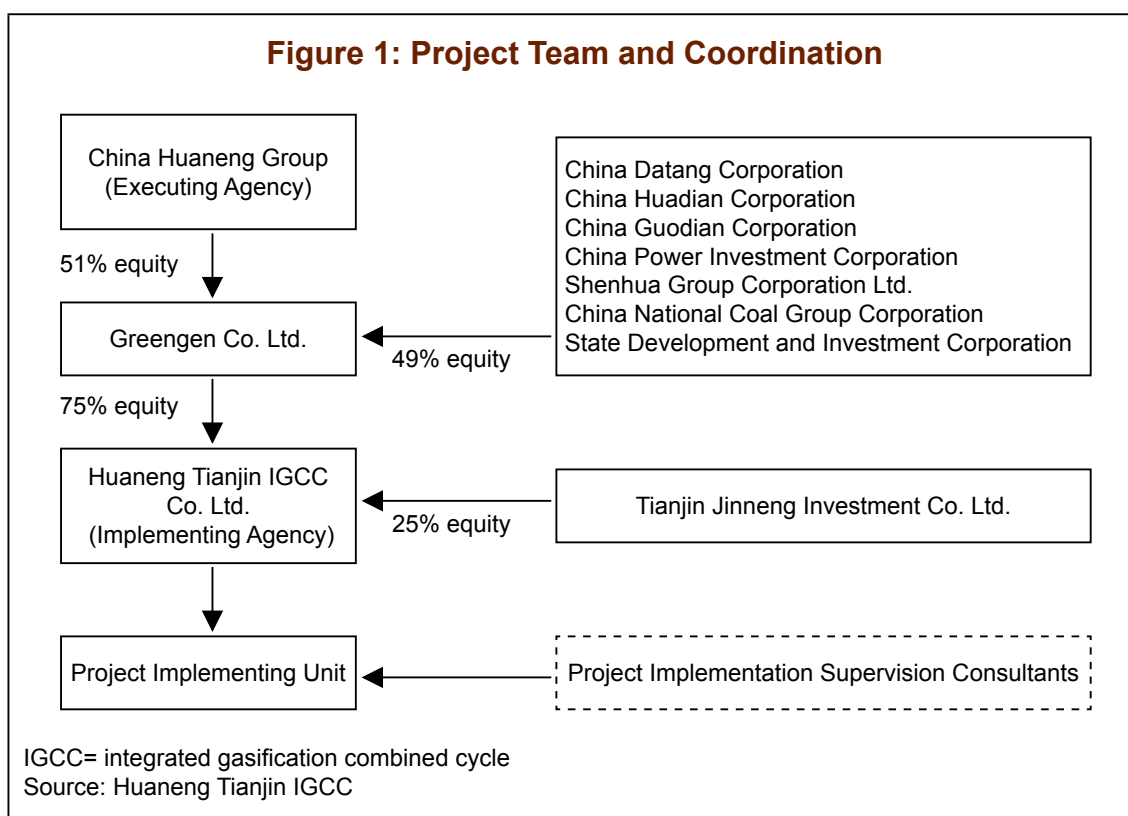 Figure 1: Project Team and Coordination
China Huaneng Group
(Executing Agency)
China Datang Corporation
China Huadian Corporation
China Guodian Corporation
China Power Investment Corporation
Shenhua Group Corporation Ltd.
China National Coal Group Corporation
State Development and Investment Corporation
51% equity
Greengen Co. Ltd.
49% equity
75% equity
Huaneng Tianjin IGCC
Co. Ltd.
(Implementing Agency)
25% equity
Tianjin Jinneng Investment Co. Ltd.
Project Implementing Unit
Project Implementation Supervision Consultants
IGCC= integrated gasification combined cycle
Source: Huaneng Tianjin IGCC